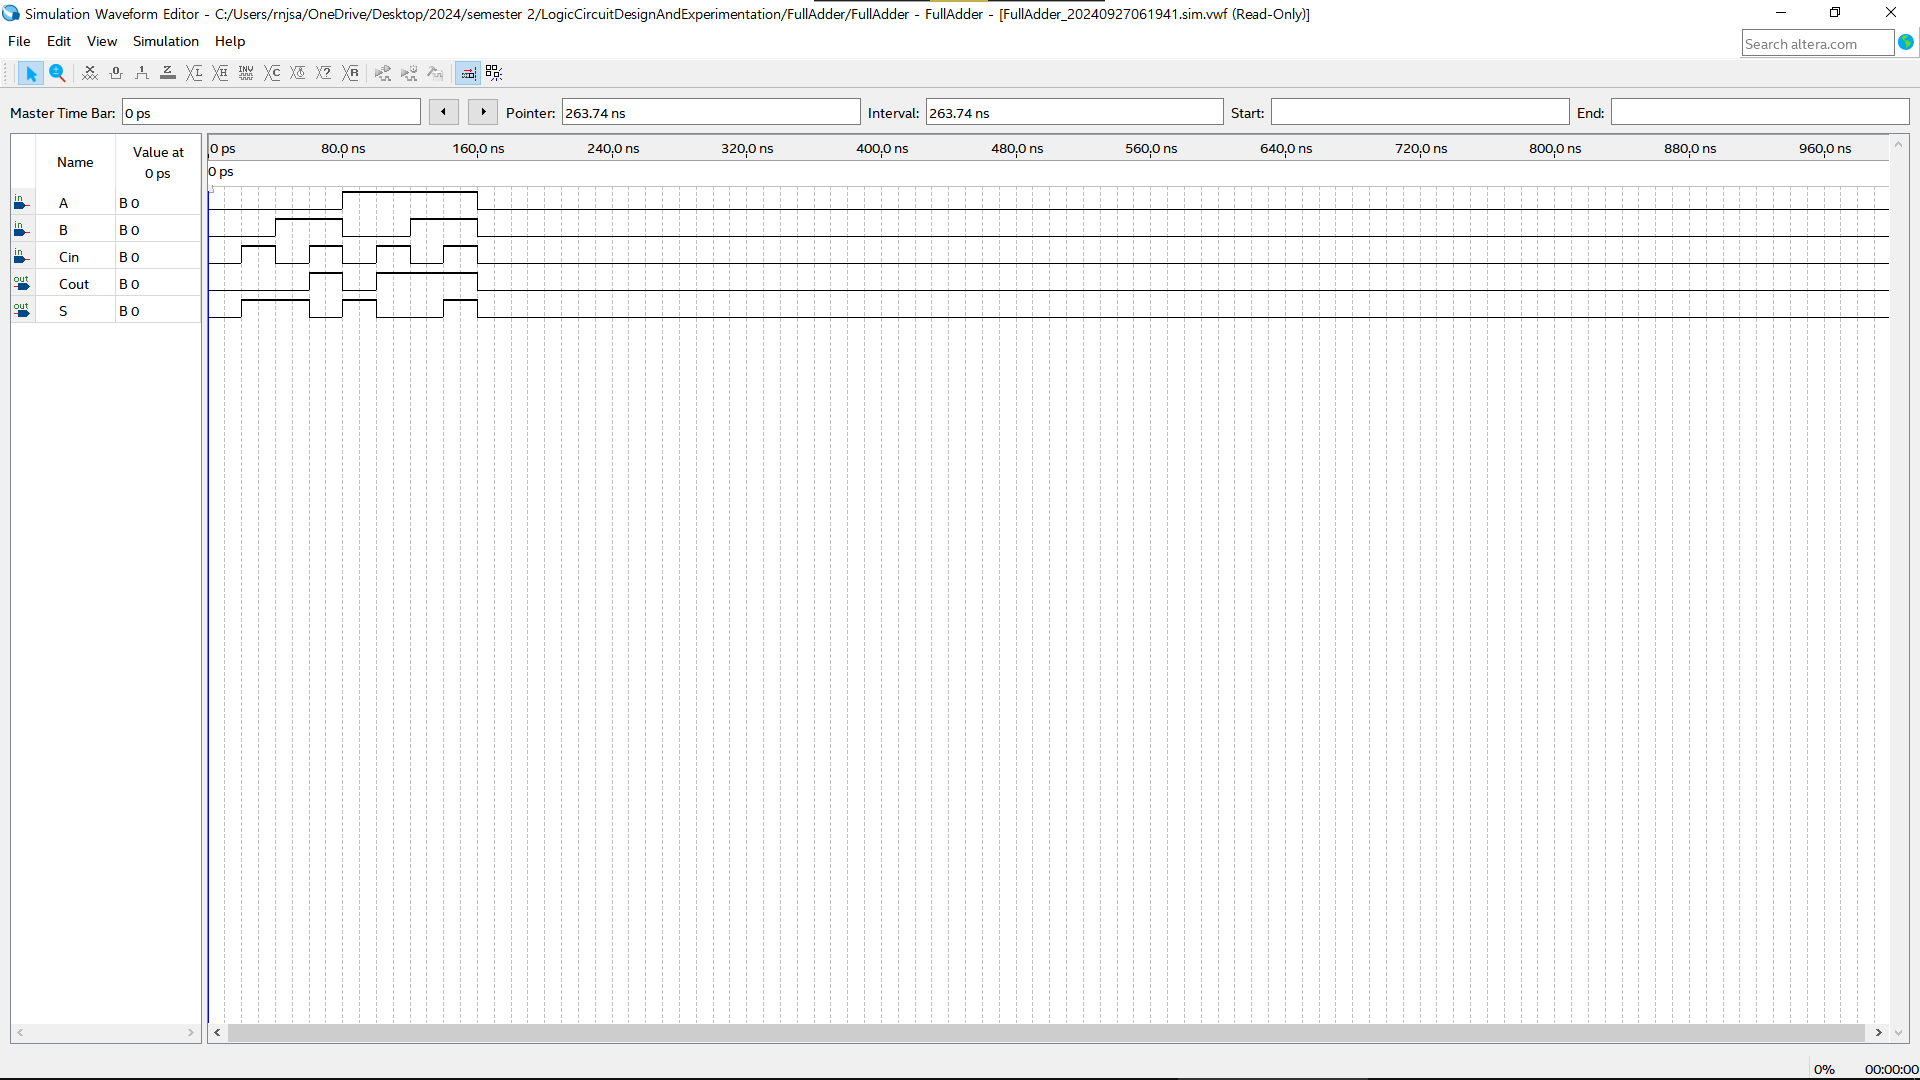 Simulation Waveform Editor - C:/Users/rnjsa/OneDrive/Desktop/2024/semester 2/LogicCircuitDesignAndExperimentation/FullAdder/FullAdder - FullAdder - [FullAdder_20240927061941.sim.vwf (Read-Only)]
File Edit View Simulation Help
Search altera.com
Master Time Bar: 0 ps Pointer: 263.74 ns Interval: 263.74 ns Start: End:
Name Value at 0 ps
0 ps 80.0 ns 160.0 ns 240.0 ns 320.0 ns 400.0 ns 480.0 ns 560.0 ns 640.0 ns 720.0 ns 800.0 ns 880.0 ns 960.0 ns
0 ps
in A B 0
in B B 0
in Cin B 0
out Cout B 0
out S B 0
0% 00:00:00